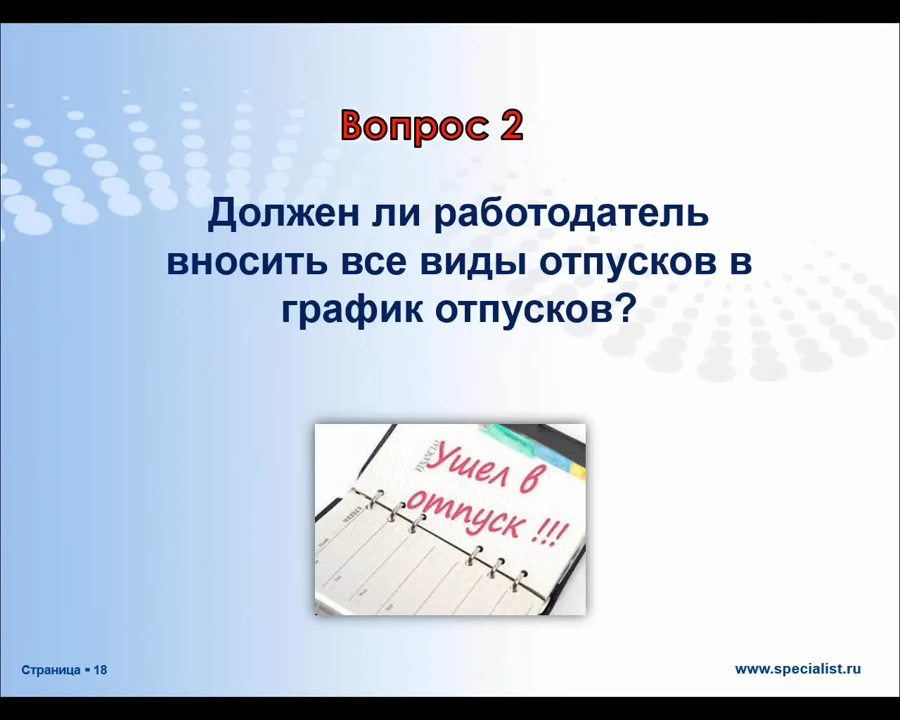 Вопрос 2
Должен ли работодатель
вносить все виды отпусков в
график отпусков?
Ушел в
отпуск !!!
Страница ▪ 18
www.specialist.ru